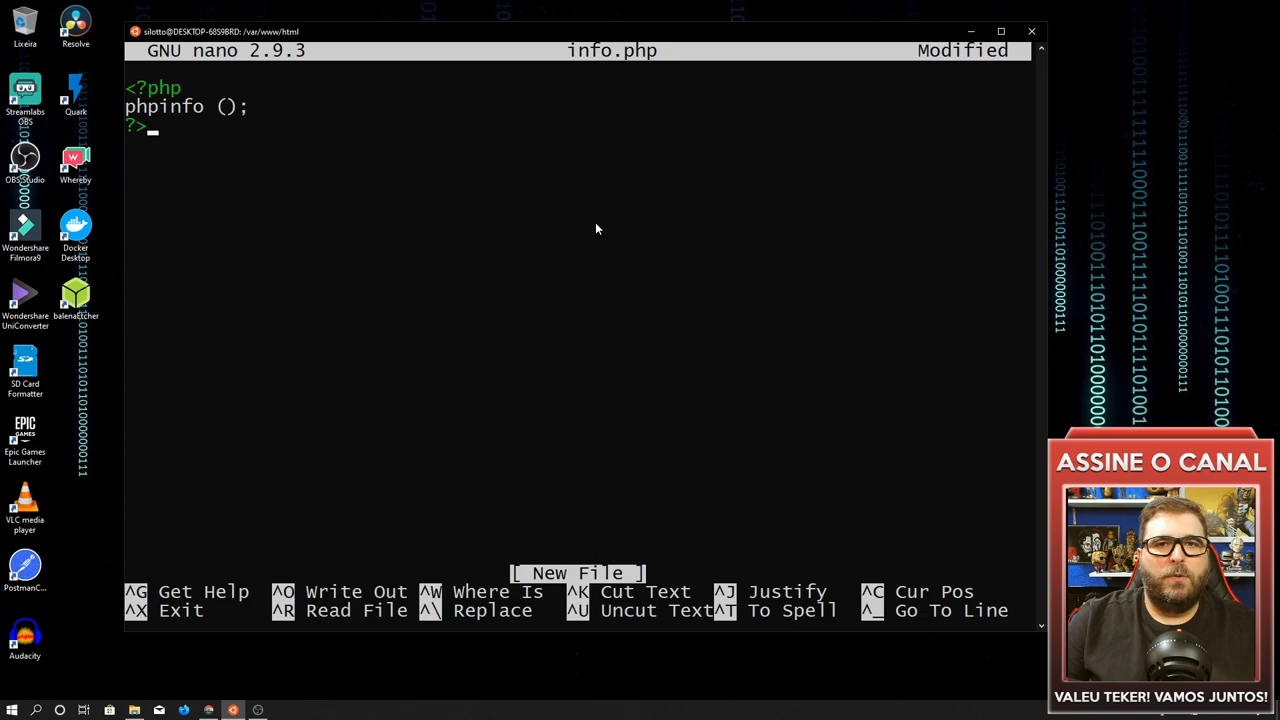 Lixeira
Resolve
Streamlabs OBS
Quark
OBS Studio
Whereby
Wondershare Filmora9
Docker Desktop
Wondershare UniConverter
balenaEtcher
SD Card Formatter
Epic Games Launcher
VLC media player
PostmanC...
Audacity
silotto@DESKTOP-68S9BRD: /var/www/html
GNU nano 2.9.3 info.php Modified
<?php
phpinfo ();
?>
[ New File ]
^G Get Help ^O Write Out ^W Where Is ^K Cut Text ^J Justify ^C Cur Pos
^X Exit ^R Read File ^\ Replace ^U Uncut Text ^T To Spell ^_ Go To Line
ASSINE O CANAL
VALEU TEKER! VAMOS JUNTOS!